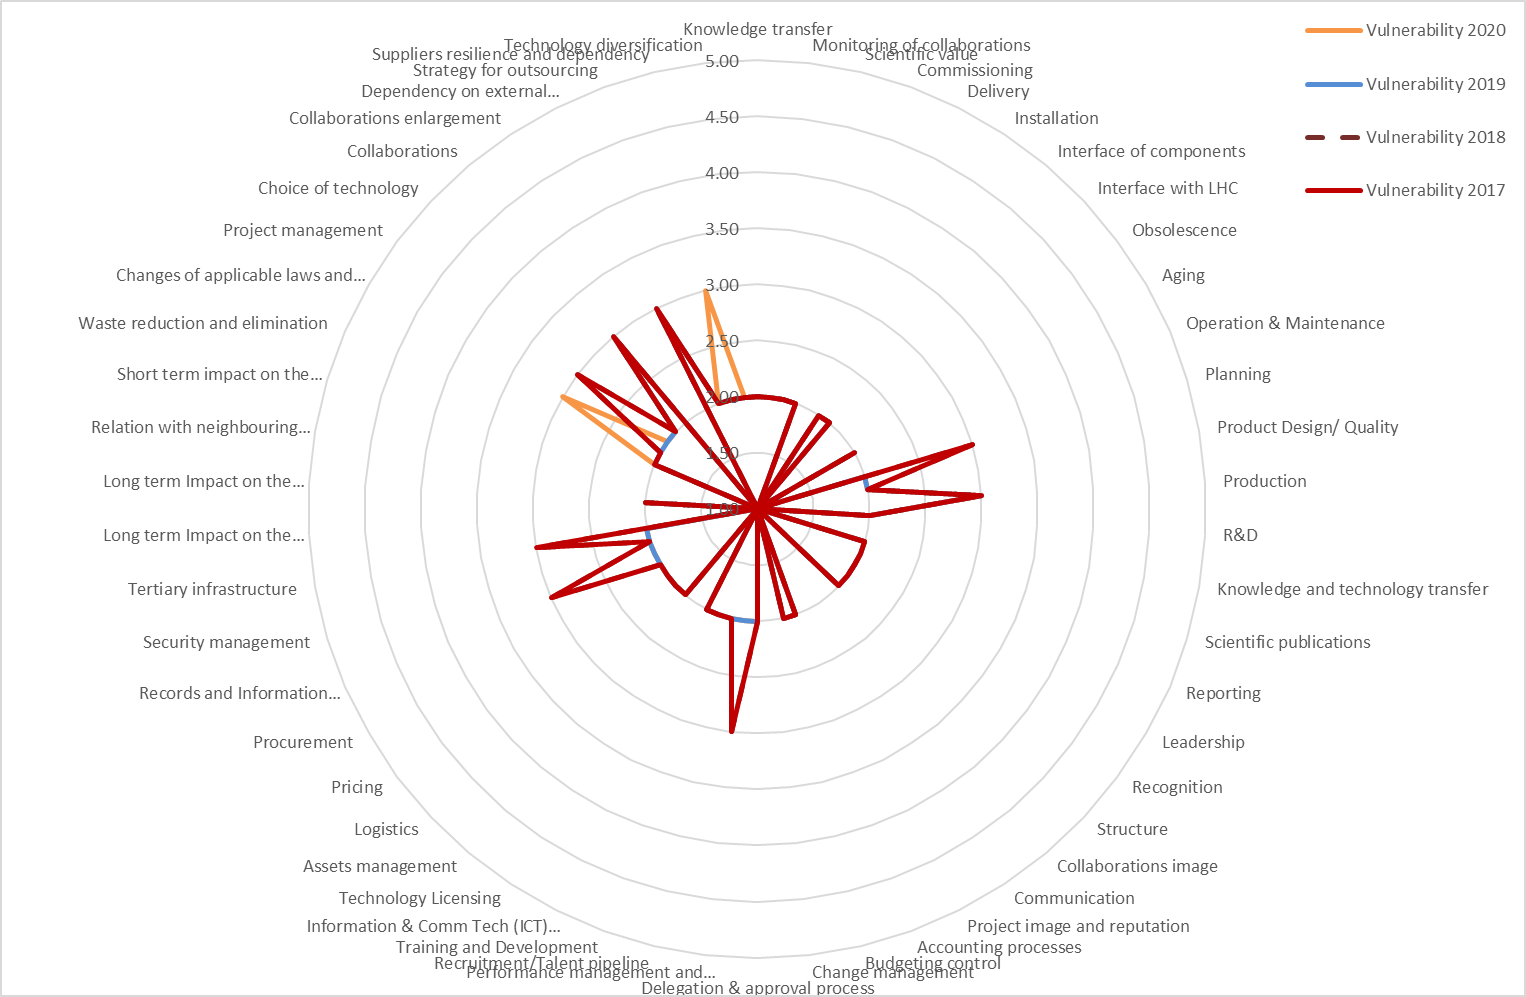 Knowledge transfer
Monitoring of collaborations
Scientific value
Commissioning
Delivery
Installation
Interface of components
Interface with LHC
Obsolescence
Aging
Operation & Maintenance
Planning
Product Design/ Quality
Production
R&D
Knowledge and technology transfer
Scientific publications
Reporting
Leadership
Recognition
Structure
Collaborations image
Communication
Project image and reputation
Accounting processes
Budgeting control
Change management
Delegation & approval process
Performance management and...
Recruitment/Talent pipeline
Training and Development
Information & Comm Tech (ICT)...
Technology Licensing
Assets management
Logistics
Pricing
Procurement
Records and Information...
Security management
Tertiary infrastructure
Long term Impact on the...
Long term Impact on the...
Relation with neighbouring...
Short term impact on the...
Waste reduction and elimination
Changes of applicable laws and...
Project management
Choice of technology
Collaborations
Collaborations enlargement
Dependency on external...
Strategy for outsourcing
Suppliers resilience and dependency
Technology diversification
5.00
4.50
4.00
3.50
3.00
2.50
2.00
1.50
1.00
Vulnerability 2020
Vulnerability 2019
Vulnerability 2018
Vulnerability 2017